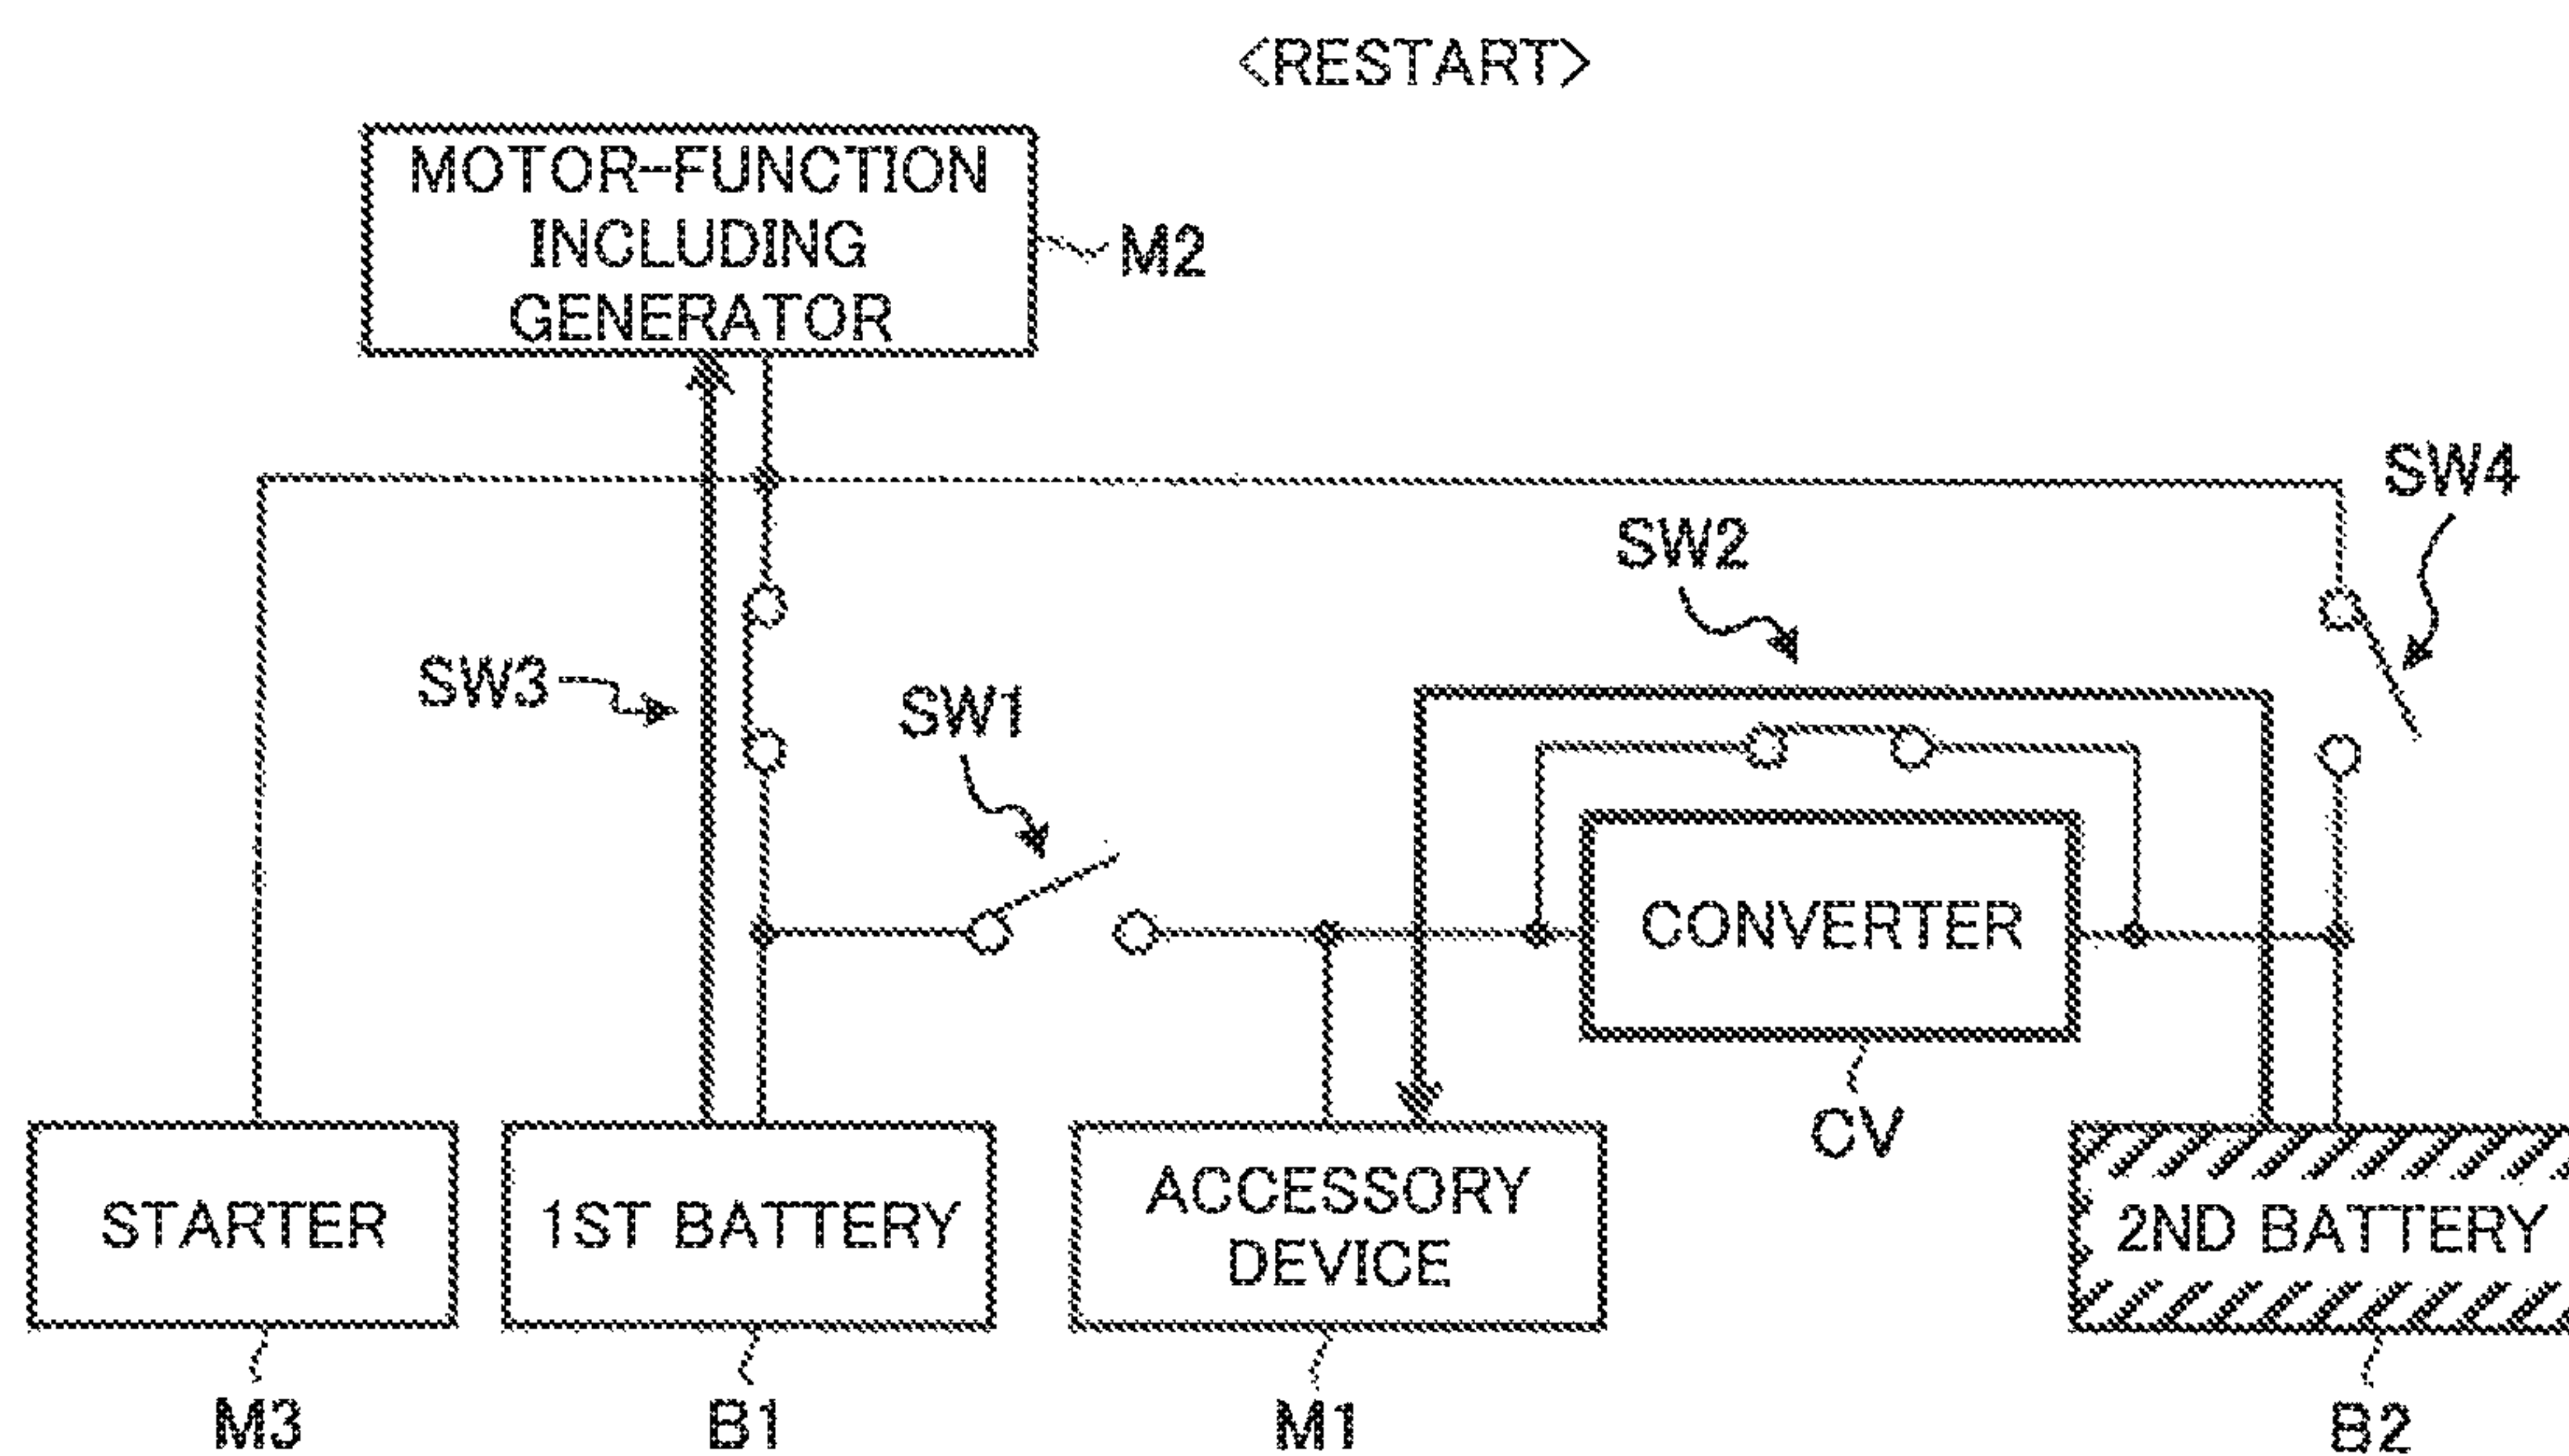 <RESTART>
MOTOR-FUNCTION
INCLUDING
GENERATOR
M2
SW4
SW2
SW3
SW1
CONVERTER
CV
STARTER
1ST BATTERY
ACCESSORY
DEVICE
2ND BATTERY
M3
B1
M1
B2